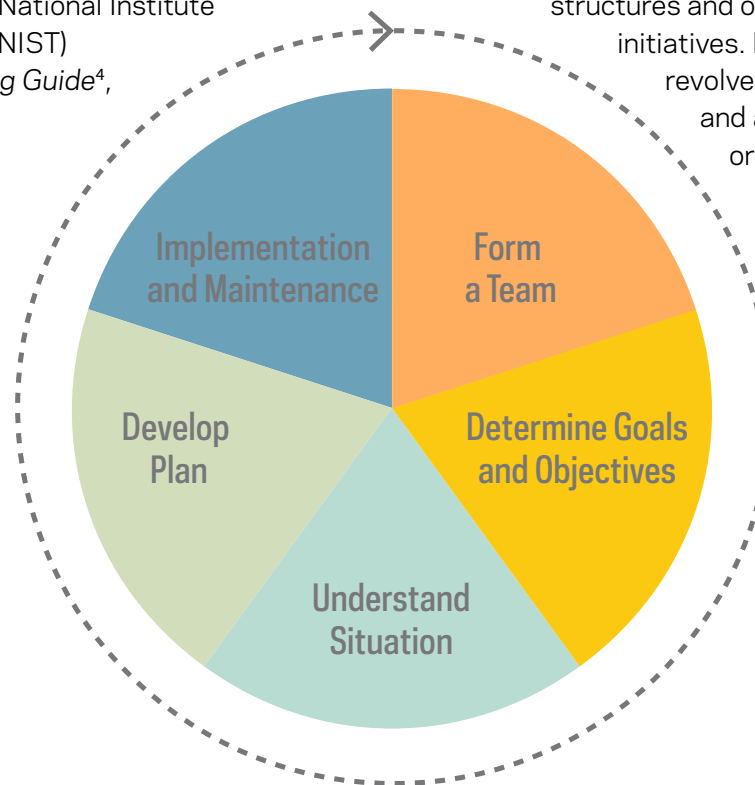 National Institute
NIST)
g Guide⁴,
structures and o
initiatives.
revolve
and a
or
Implementation
and Maintenance
Form
a Team
Determine Goals
and Objectives
Understand
Situation
Develop
Plan